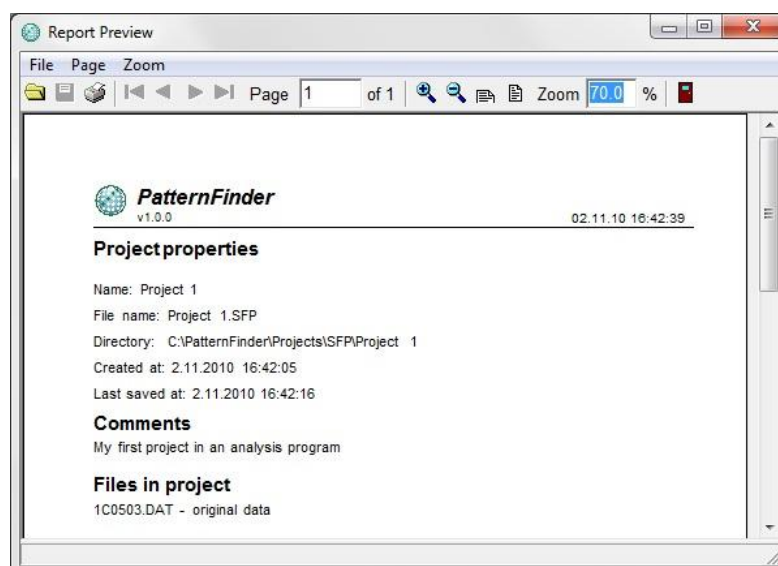 Report Preview
File Page Zoom
Page 1 of 1 Zoom 70.0 %
PatternFinder
v1.0.0 02.11.10 16:42:39
Project properties
Name: Project 1
File name: Project 1.SFP
Directory: C:\PatternFinder\Projects\SFP\Project 1
Created at: 2.11.2010 16:42:05
Last saved at: 2.11.2010 16:42:16
Comments
My first project in an analysis program
Files in project
1C0503.DAT - original data